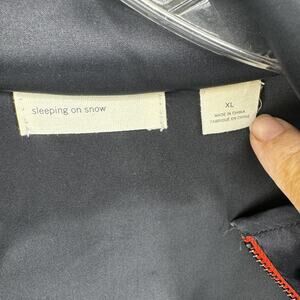 sleeping on snow
XL
MADE IN CHINA
FABRIQUÉ EN CHINE